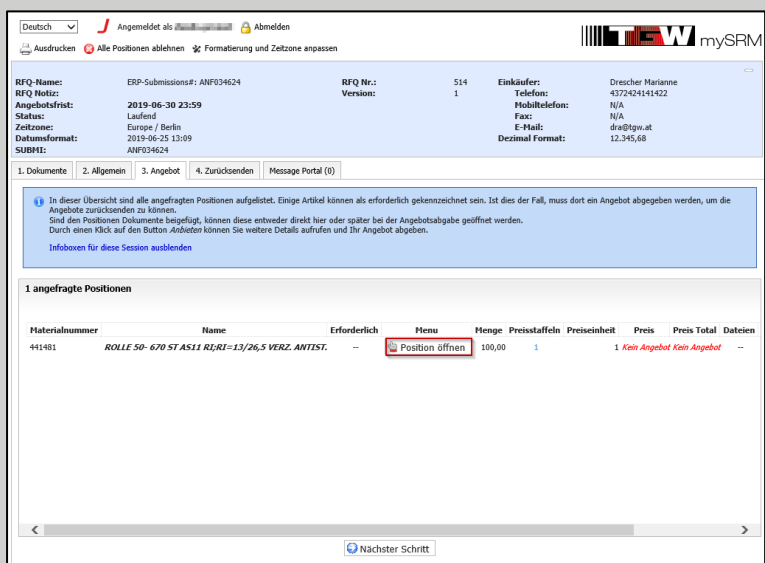 Deutsch Angemeldet als Abmelden
Ausdrucken Alle Positionen ablehnen Formatierung und Zeitzone anpassen
TGW mySRM
RFQ-Name: ERP-Submissions#: ANF034624 RFQ Nr.: 514 Einkäufer: Drescher Marianne
RFQ Notiz: Version: 1 Telefon: 4372424141422
Angebotsfrist: 2019-06-30 23:59 Mobiltelefon: N/A
Status: Laufend Fax: N/A
Zeitzone: Europe / Berlin E-Mail: dra@tgw.at
Datumsformat: 2019-06-25 13:09 Dezimal Format: 12.345,68
SUBMI: ANF034624
1. Dokumente 2. Allgemein 3. Angebot 4. Zurücksenden Message Portal (0)
In dieser Übersicht sind alle angefragten Positionen aufgelistet. Einige Artikel können als erforderlich gekennzeichnet sein. Ist dies der Fall, muss dort ein Angebot abgegeben werden, um die
Angebote zurücksenden zu können.
Sind den Positionen Dokumente beigefügt, können diese entweder direkt hier oder später bei der Angebotsabgabe geöffnet werden.
Durch einen Klick auf den Button Anbieten können Sie weitere Details aufrufen und Ihr Angebot abgeben.
Infoboxen für diese Session ausblenden
1 angefragte Positionen
Materialnummer Name Erforderlich Menu Menge Preisstaffeln Preiseinheit Preis Preis Total Dateien
441481 ROLLE 50- 670 ST AS11 RI;RI=13/26,5 VERZ. ANTIST. -- Position öffnen 100,00 1 1 Kein Angebot Kein Angebot --
Nächster Schritt